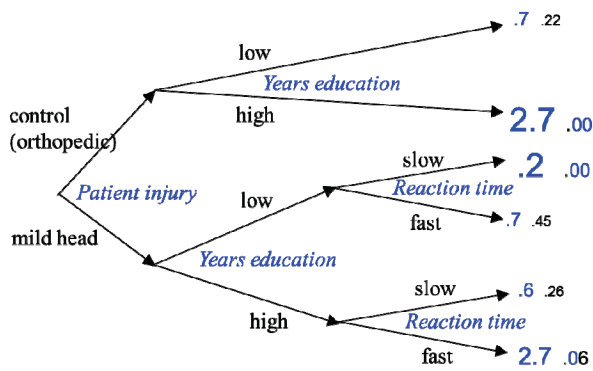 .7 .22
low
Years education
control
(orthopedic)
high
2.7 .00
slow
.2 .00
Patient injury
low
Reaction time
fast
.7 .45
mild head
Years education
slow
.6 .26
high
Reaction time
fast
2.7 .06